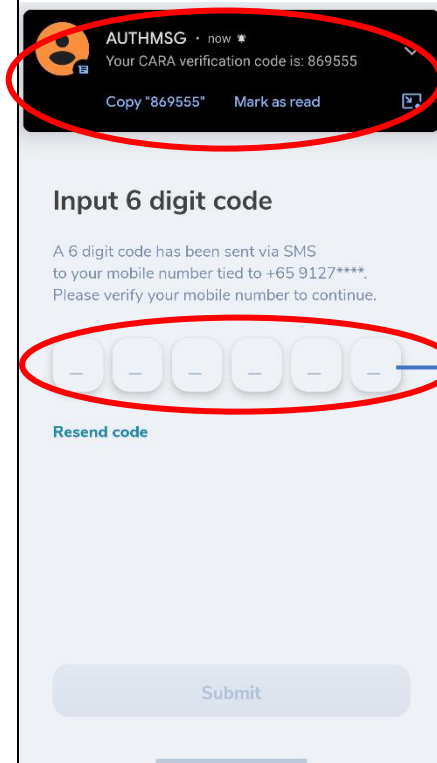 AUTHMSG · now
Your CARA verification code is: 869555
Copy "869555" Mark as read
Input 6 digit code
A 6 digit code has been sent via SMS
to your mobile number tied to +65 9127****.
Please verify your mobile number to continue.
_ _ _ _ _ _
Resend code
Submit